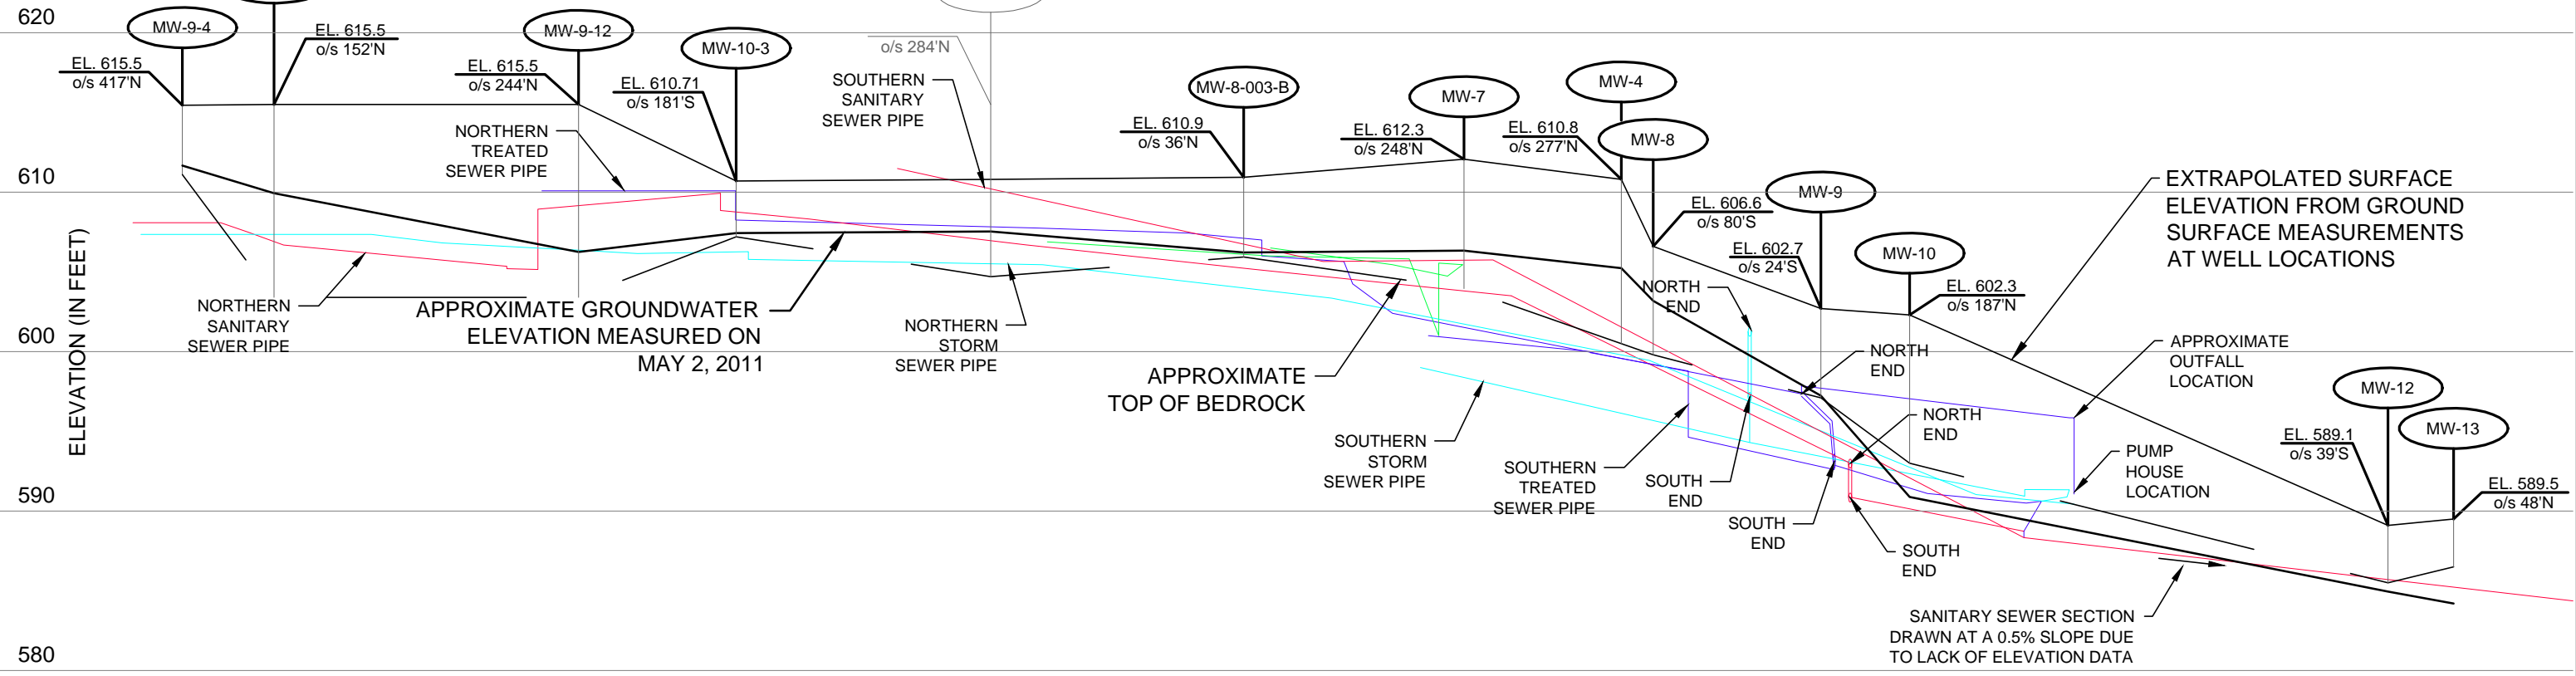 620
610
600
590
580
ELEVATION (IN FEET)
MW-9-4
EL. 615.5
o/s 417'N
EL. 615.5
o/s 152'N
MW-9-12
EL. 615.5
o/s 244'N
MW-10-3
EL. 610.71
o/s 181'S
o/s 284'N
MW-8-003-B
EL. 610.9
o/s 36'N
MW-7
EL. 612.3
o/s 248'N
MW-4
EL. 610.8
o/s 277'N
MW-8
EL. 606.6
o/s 80'S
MW-9
EL. 602.7
o/s 24'S
MW-10
EL. 602.3
o/s 187'N
MW-12
EL. 589.1
o/s 39'S
MW-13
EL. 589.5
o/s 48'N
NORTHERN
TREATED
SEWER PIPE
SOUTHERN
SANITARY
SEWER PIPE
NORTHERN
SANITARY
SEWER PIPE
APPROXIMATE GROUNDWATER
ELEVATION MEASURED ON
MAY 2, 2011
NORTHERN
STORM
SEWER PIPE
APPROXIMATE
TOP OF BEDROCK
SOUTHERN
STORM
SEWER PIPE
SOUTHERN
TREATED
SEWER PIPE
NORTH
END
SOUTH
END
NORTH
END
SOUTH
END
NORTH
END
SOUTH
END
EXTRAPOLATED SURFACE
ELEVATION FROM GROUND
SURFACE MEASUREMENTS
AT WELL LOCATIONS
APPROXIMATE
OUTFALL
LOCATION
PUMP
HOUSE
LOCATION
SANITARY SEWER SECTION
DRAWN AT A 0.5% SLOPE DUE
TO LACK OF ELEVATION DATA